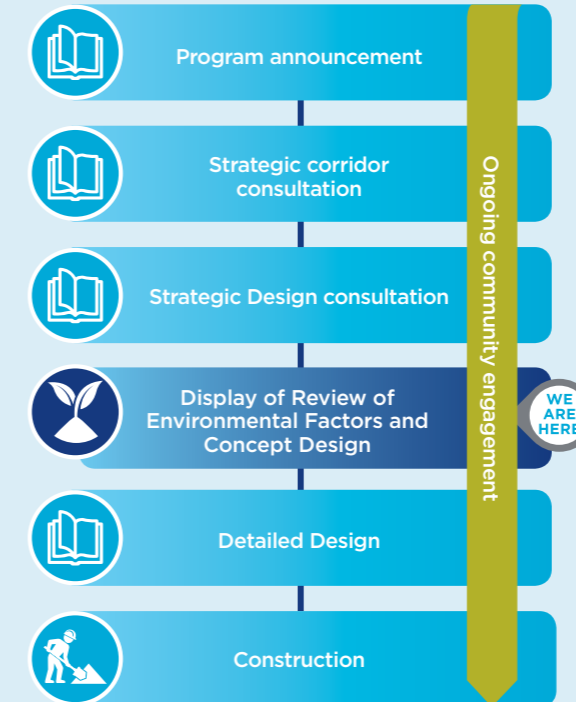 Program announcement
Strategic corridor
consultation
Strategic Design consultation
Display of Review of
Environmental Factors and
Concept Design
WE
ARE
HERE
Detailed Design
Construction
Ongoing community engagement